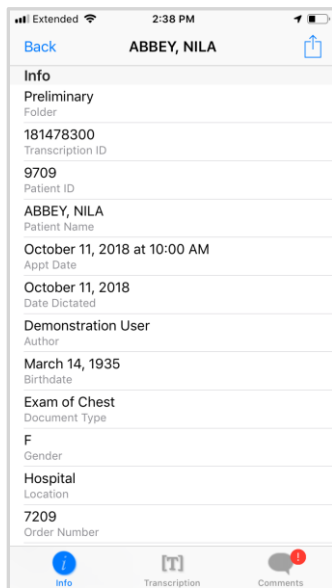 Extended 2:38 PM
Back ABBEY, NILA
Info
Preliminary
Folder
181478300
Transcription ID
9709
Patient ID
ABBEY, NILA
Patient Name
October 11, 2018 at 10:00 AM
Appt Date
October 11, 2018
Date Dictated
Demonstration User
Author
March 14, 1935
Birthdate
Exam of Chest
Document Type
F
Gender
Hospital
Location
7209
Order Number
i [T] !
Info Transcription Comments